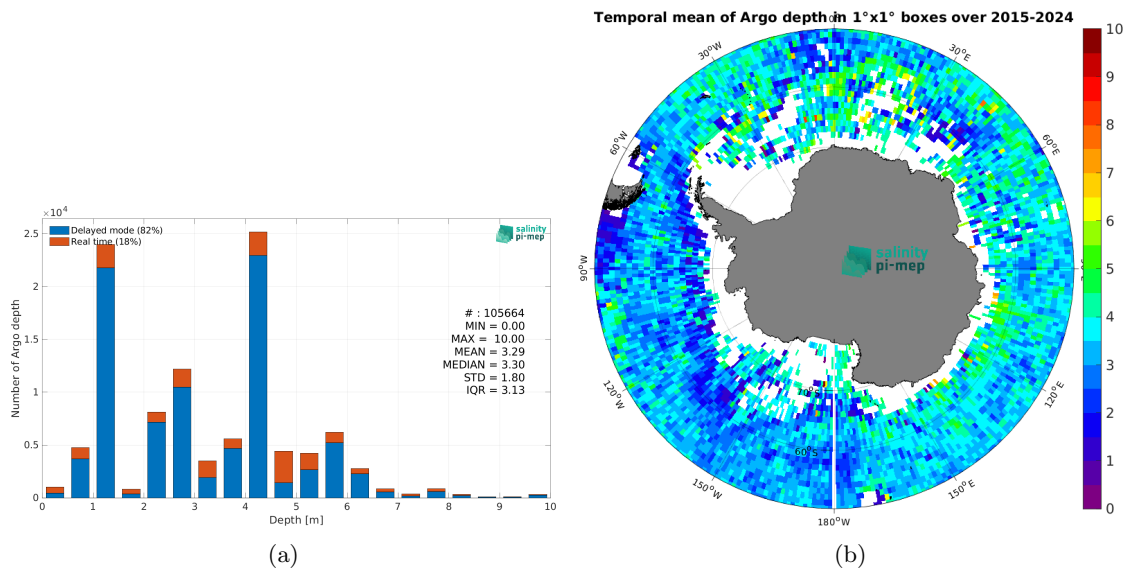 ×10⁴
Delayed mode (82%)
Real time (18%)
salinity
pi-mep
# : 105664
MIN = 0.00
MAX = 10.00
MEAN = 3.29
MEDIAN = 3.30
STD = 1.80
IQR = 3.13
Number of Argo depth
2.5
2
1.5
1
0.5
0
0 1 2 3 4 5 6 7 8 9 10
Depth [m]
(a)
Temporal mean of Argo depth in 1°x1° boxes over 2015-2024
30°W
30°E
60°W
60°E
90°W
120°W
120°E
150°W
150°E
180°W
70°S
60°S
salinity
pi-mep
10
9
8
7
6
5
4
3
2
1
0
(b)